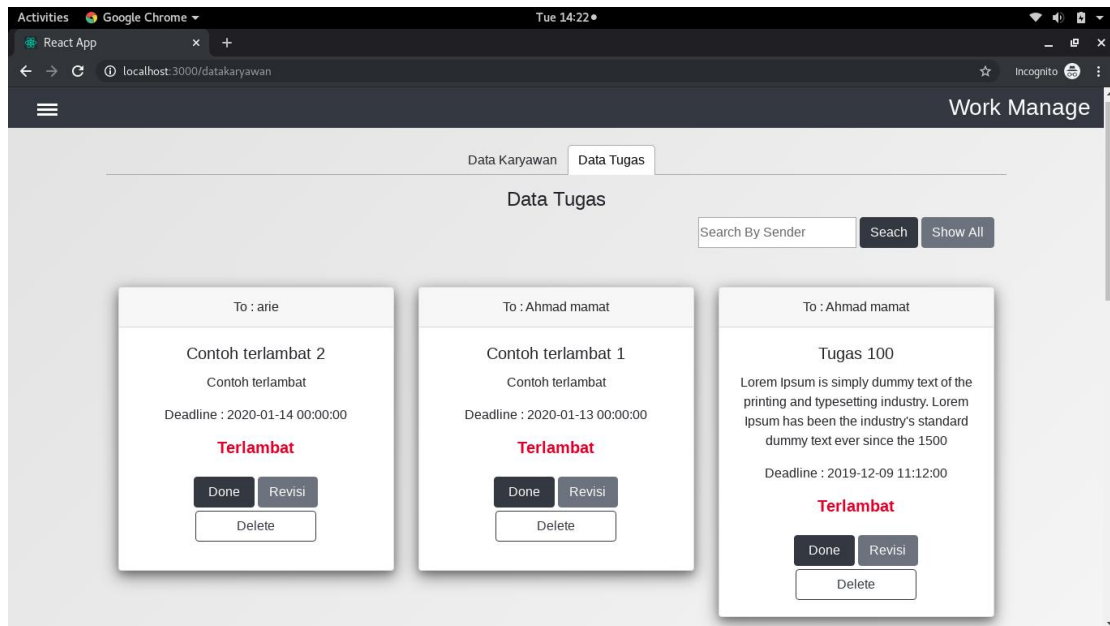 Activities Google Chrome Tue 14:22
React App
localhost:3000/datakaryawan Incognito
Work Manage
Data Karyawan Data Tugas
Data Tugas
Search By Sender Seach Show All
To : arie
Contoh terlambat 2
Contoh terlambat
Deadline : 2020-01-14 00:00:00
Terlambat
Done Revisi
Delete
To : Ahmad mamat
Contoh terlambat 1
Contoh terlambat
Deadline : 2020-01-13 00:00:00
Terlambat
Done Revisi
Delete
To : Ahmad mamat
Tugas 100
Lorem Ipsum is simply dummy text of the
printing and typesetting industry. Lorem
Ipsum has been the industry's standard
dummy text ever since the 1500
Deadline : 2019-12-09 11:12:00
Terlambat
Done Revisi
Delete